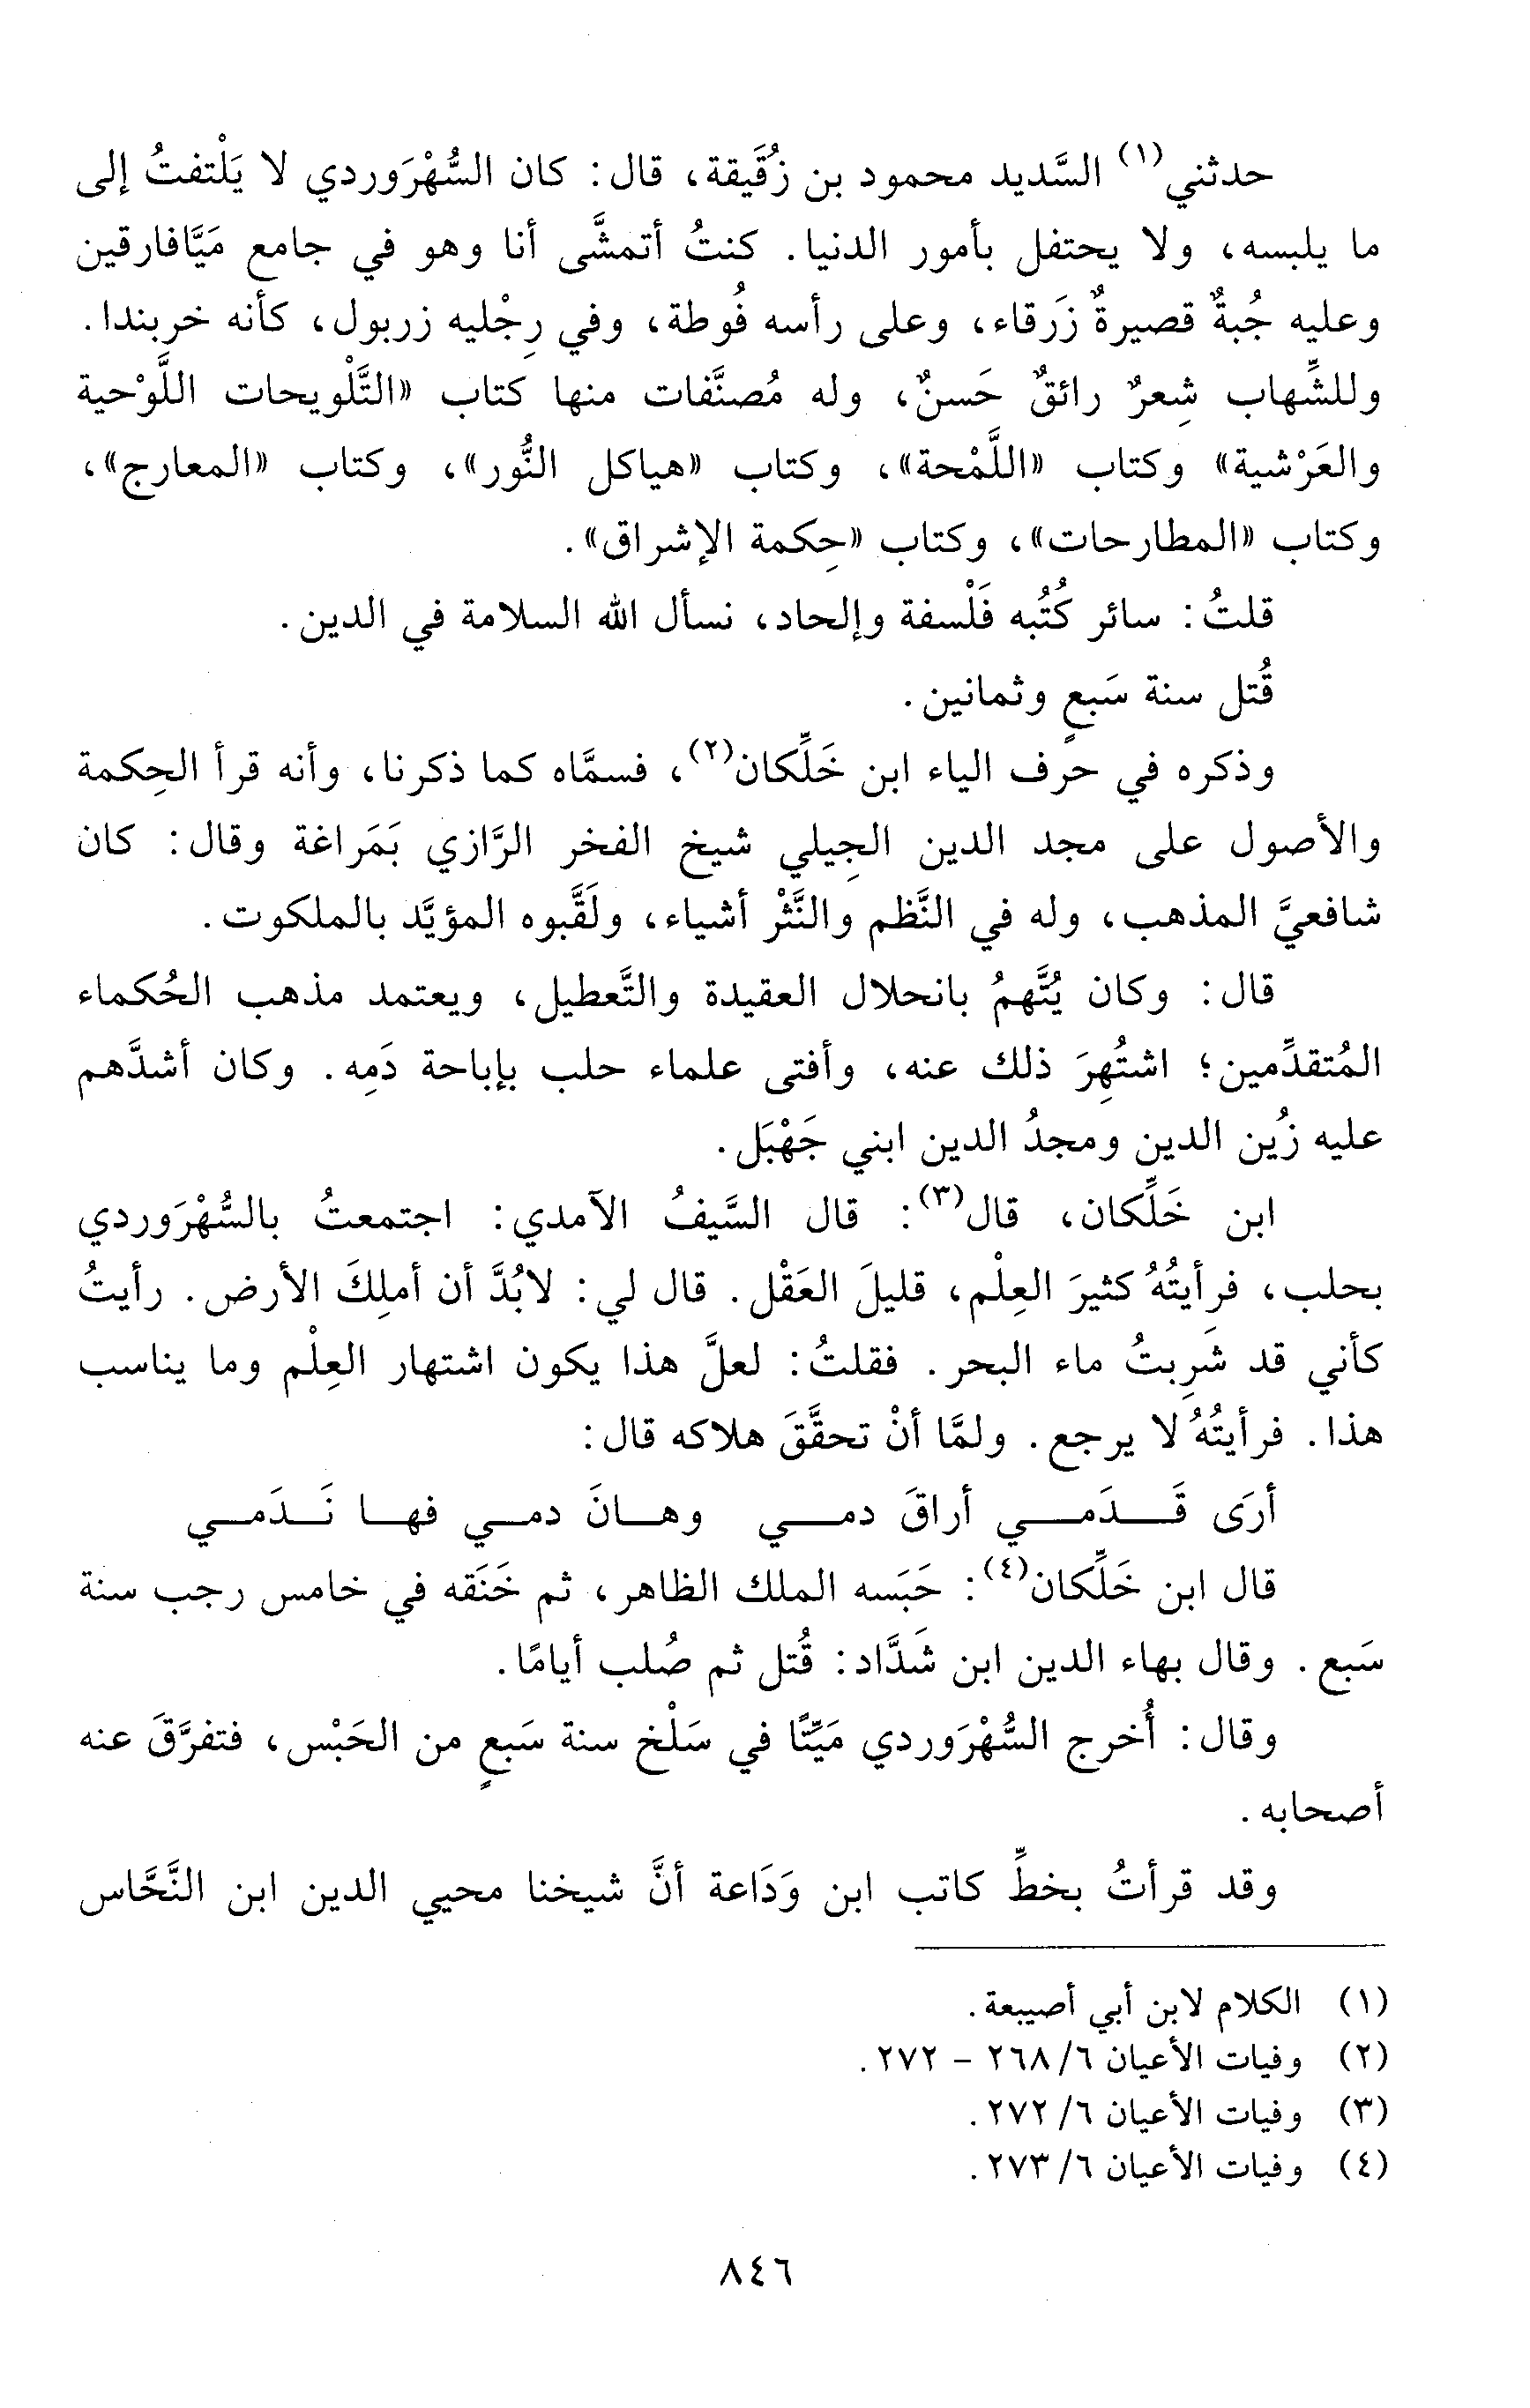 حدثني(١) السَّديد محمود بن زُقَيقة، قال: كان السُّهْرَوردي لا يَلْتفتُ إلى
ما يلبسه، ولا يحتفل بأمور الدنيا. كنتُ أتمشَّى أنا وهو في جامع مَيَّافارقين
وعليه جُبةٌ قصيرةٌ زَرقاء، وعلى رأسه فُوطة، وفي رِجْليه زربول، كأنه خربندا.
وللشِّهاب شِعرٌ رائقٌ حَسنٌ، وله مُصنَّفات منها كتاب «التَّلْويحات اللَّوْحية
والعَرْشية» وكتاب «اللَّمْحة»، وكتاب «هياكل النُّور»، وكتاب «المعارج»،
وكتاب «المطارحات»، وكتاب «حِكمة الإشراق».
قلتُ: سائر كُتُبه فَلْسفة وإلحاد، نسأل الله السلامة في الدين.
قُتل سنة سَبعٍ وثمانين.
وذكره في حرف الياء ابن خَلِّكان(٢)، فسمَّاه كما ذكرنا، وأنه قرأ الحِكمة
والأصول على مجد الدين الجِيلي شيخ الفخر الرَّازي بَمَراغة وقال: كان
شافعيَّ المذهب، وله في النَّظم والنَّثْر أشياء، ولَقَّبوه المؤيَّد بالملكوت.
قال: وكان يُتَّهمُ بانحلال العقيدة والتَّعطيل، ويعتمد مذهب الحُكماء
المُتقدِّمين؛ اشتُهِرَ ذلك عنه، وأفتى علماء حلب بإباحة دَمِه. وكان أشدَّهم
عليه زُين الدين ومجدُ الدين ابني جَهْبَل.
ابن خَلِّكان، قال(٣): قال السَّيفُ الآمدي: اجتمعتُ بالسُّهْرَوردي
بحلب، فرأيتُهُ كثيرَ العِلْم، قليلَ العَقْل. قال لي: لابُدَّ أن أملِكَ الأرض. رأيتُ
كأني قد شَرِبتُ ماء البحر. فقلتُ: لعلَّ هذا يكون اشتهار العِلْم وما يناسب
هذا. فرأيتُهُ لا يرجع. ولمَّا أنْ تحقَّقَ هلاكه قال:
أرَى قَـدَمـي أراقَ دمـي وهـانَ دمـي فهـا نَـدَمـي
قال ابن خَلِّكان(٤): حَبَسه الملك الظاهر، ثم خَنَقه في خامس رجب سنة
سَبع. وقال بهاء الدين ابن شَدَّاد: قُتل ثم صُلب أيامًا.
وقال: أُخرج السُّهْرَوردي مَيِّتًا في سَلْخ سنة سَبعٍ من الحَبْس، فتفرَّقَ عنه
أصحابه.
وقد قرأتُ بخطِّ كاتب ابن وَدَاعة أنَّ شيخنا محيي الدين ابن النَّحَّاس
(١) الكلام لابن أبي أصيبعة.
(٢) وفيات الأعيان ٦/ ٢٦٨ - ٢٧٢.
(٣) وفيات الأعيان ٦/ ٢٧٢.
(٤) وفيات الأعيان ٦/ ٢٧٣.
٨٤٦